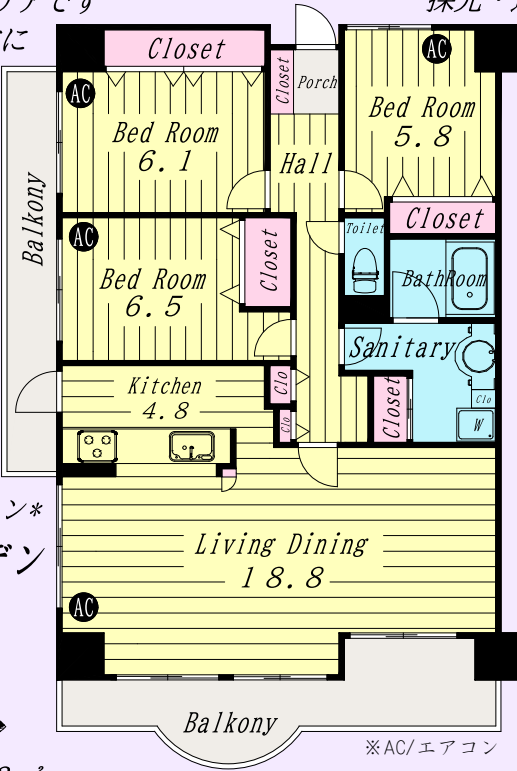 に
Closet
Closet
Porch
AC
AC
Bed Room
6.1
Bed Room
5.8
Hall
Balkony
Closet
Toilet
AC
Closet
Bed Room
6.5
BathRoom
Sanitary
Kitchen
4.8
Clo
Closet
Clo
Clo
W
ン*
Living Dining
18.8
AC
Balkony
※AC/エアコン